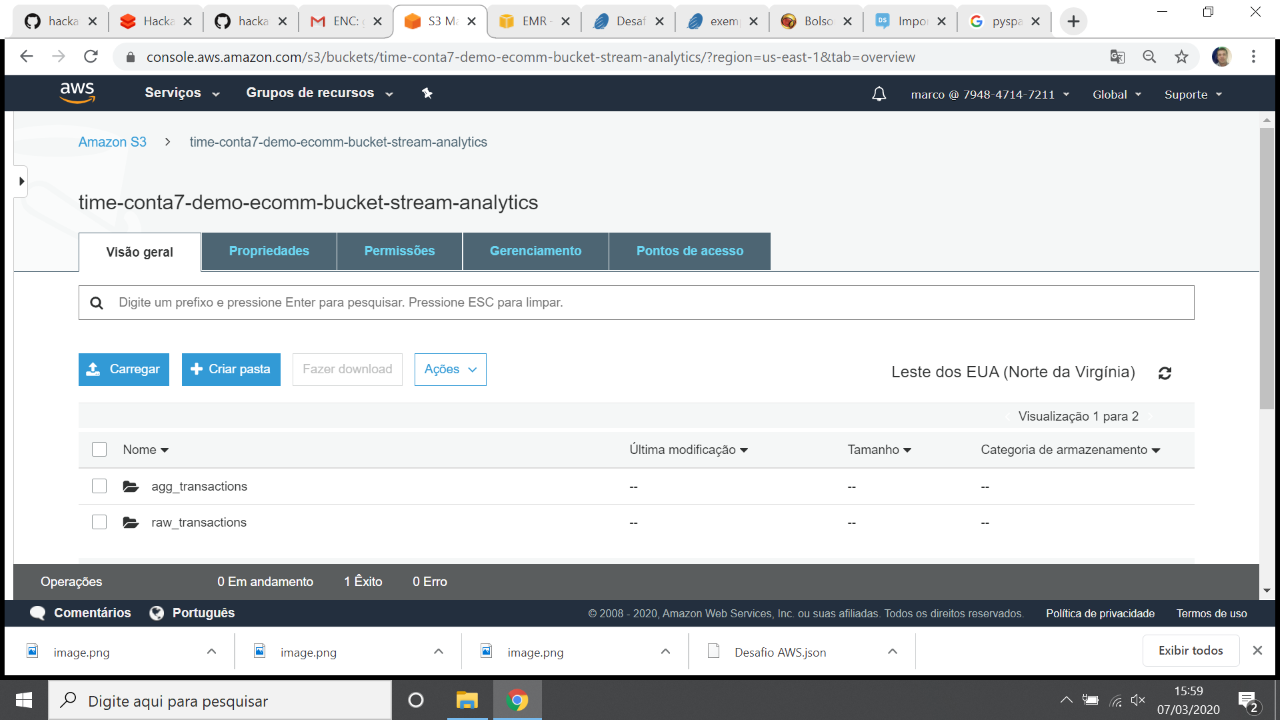 hacka
Hacka
hacka
ENC:
S3 Ma
EMR -
Desaf
exem
Bolso
Impor
pyspa
console.aws.amazon.com/s3/buckets/time-conta7-demo-ecomm-bucket-stream-analytics/?region=us-east-1&tab=overview
aws Serviços Grupos de recursos marco @ 7948-4714-7211 Global Suporte
Amazon S3 > time-conta7-demo-ecomm-bucket-stream-analytics
time-conta7-demo-ecomm-bucket-stream-analytics
Visão geral Propriedades Permissões Gerenciamento Pontos de acesso
Digite um prefixo e pressione Enter para pesquisar. Pressione ESC para limpar.
Carregar Criar pasta Fazer download Ações Leste dos EUA (Norte da Virgínia)
Visualização 1 para 2
Nome Última modificação Tamanho Categoria de armazenamento
agg_transactions -- -- --
raw_transactions -- -- --
Operações 0 Em andamento 1 Êxito 0 Erro
Comentários Português © 2008 - 2020, Amazon Web Services, Inc. ou suas afiliadas. Todos os direitos reservados. Política de privacidade Termos de uso
image.png image.png image.png Desafio AWS.json Exibir todos
Digite aqui para pesquisar
15:59
07/03/2020
2